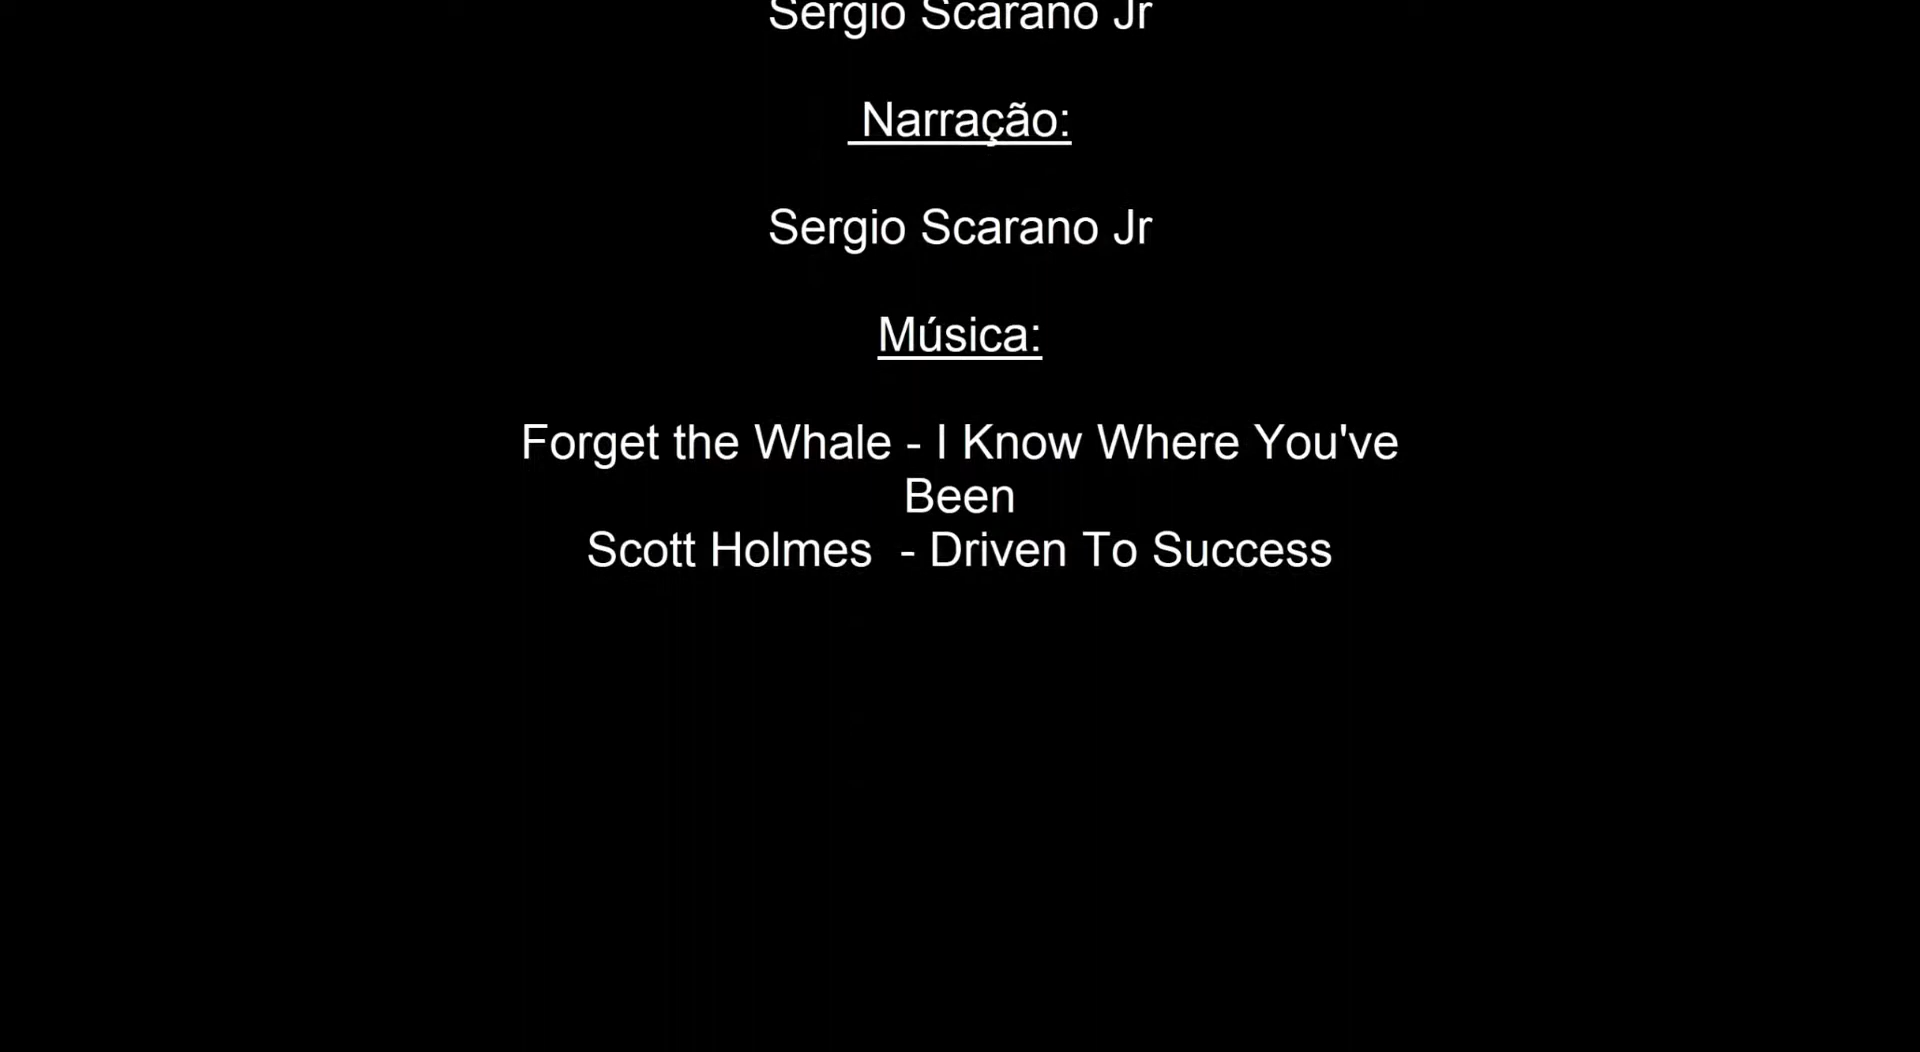 Sergio Scarano Jr
Narração:
Sergio Scarano Jr
Música:
Forget the Whale - I Know Where You've
Been
Scott Holmes  - Driven To Success